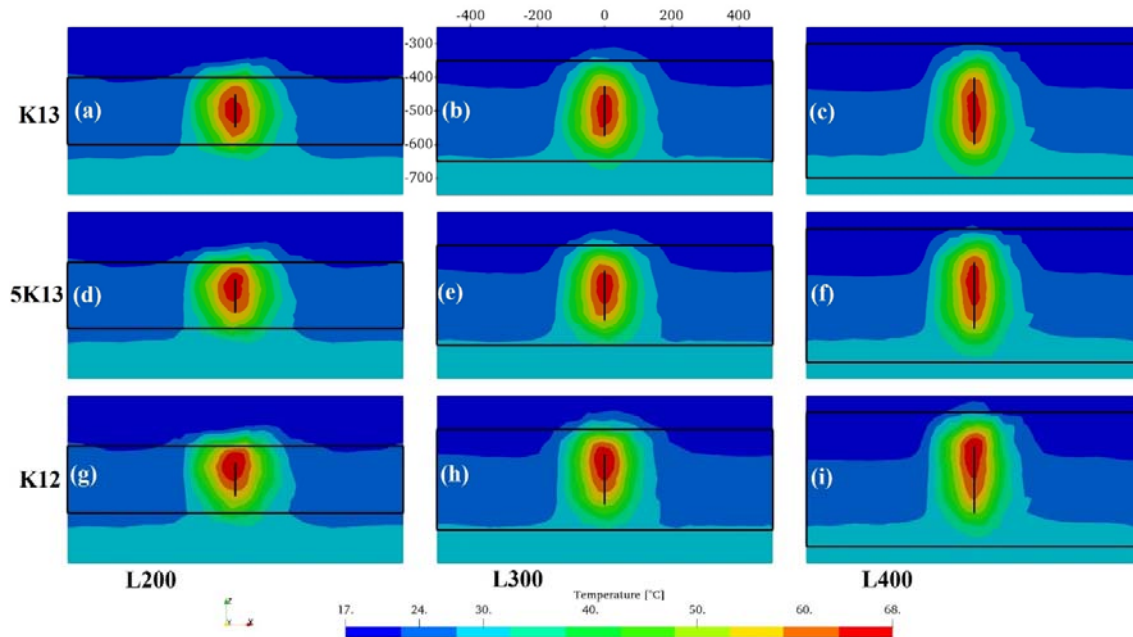 -400 -200 0 200 400
-300
-400
-500
-600
-700
K13
(a)
(b)
(c)
5K13
(d)
(e)
(f)
K12
(g)
(h)
(i)
L200
L300
L400
Temperature [°C]
17. 24. 30. 40. 50. 60. 68.
Z
Y
X